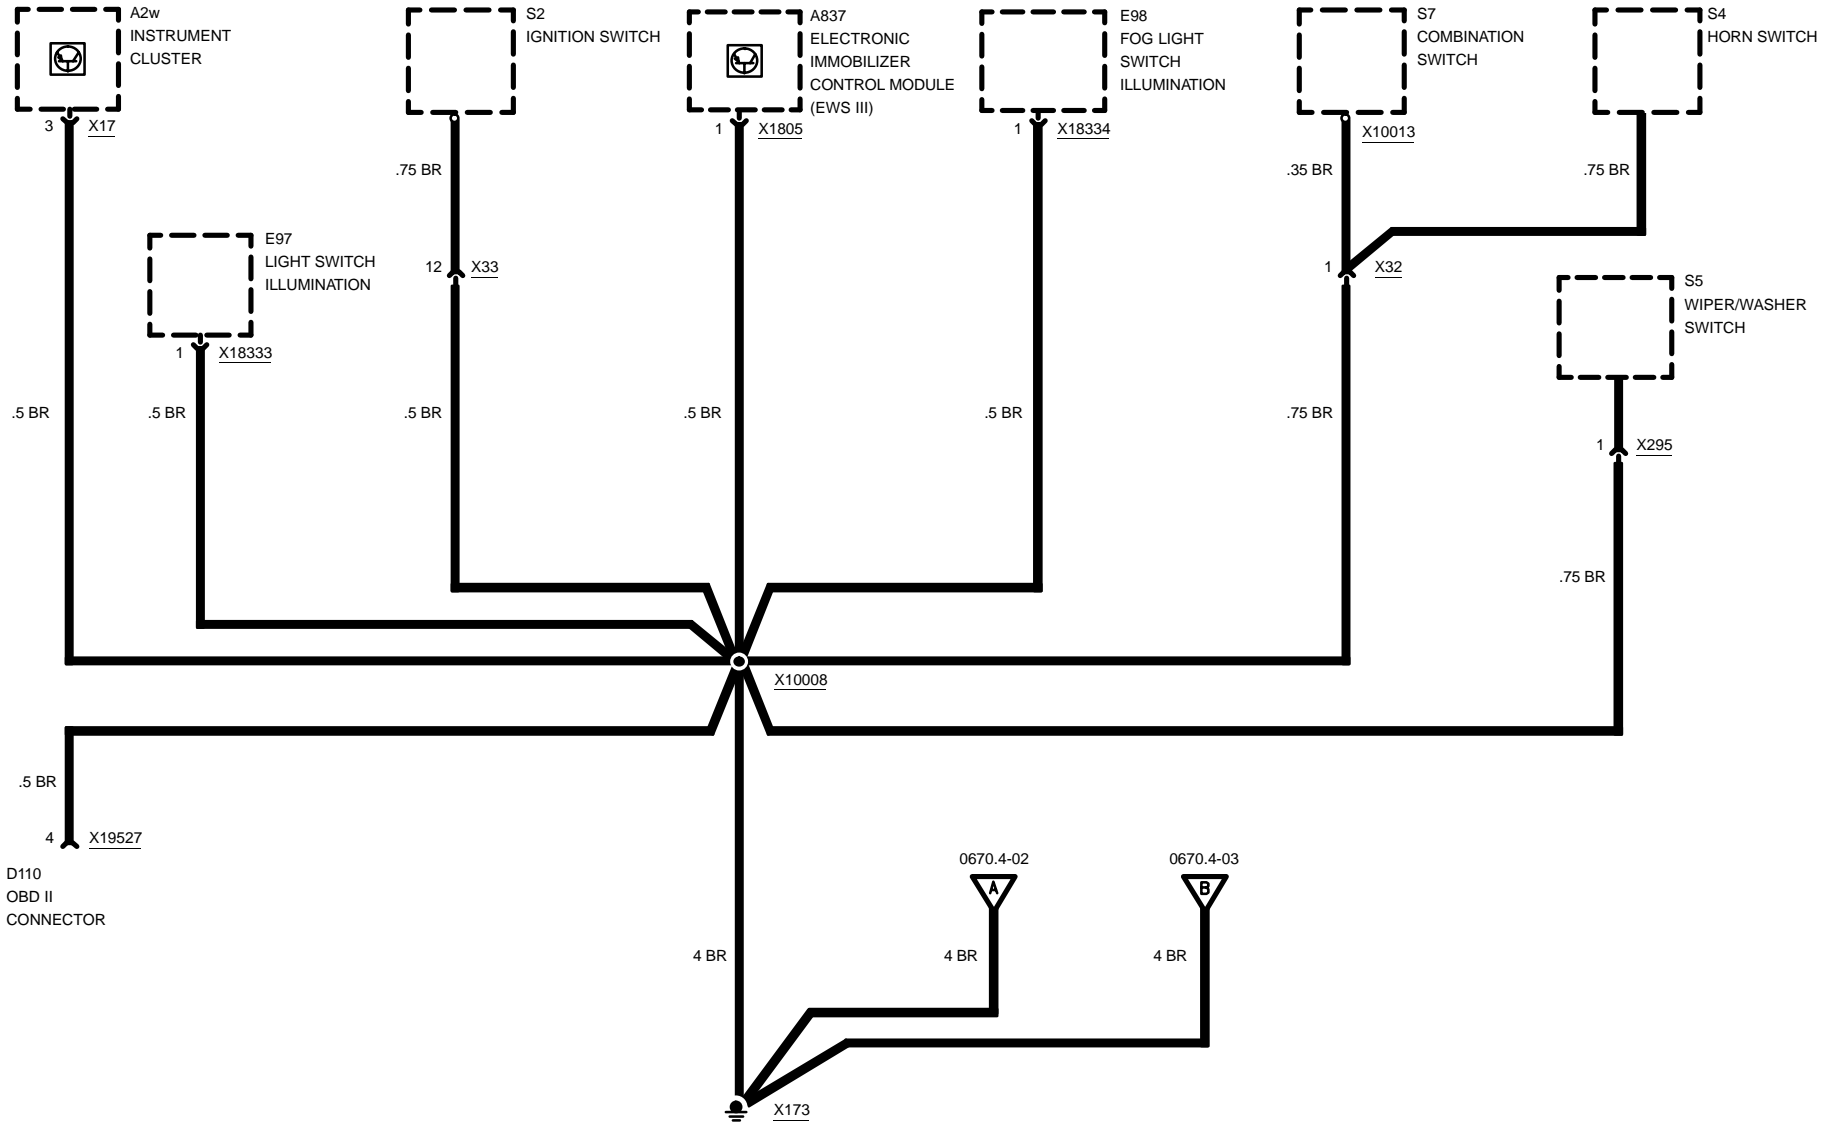 A2w
INSTRUMENT
CLUSTER
S2
IGNITION SWITCH
A837
ELECTRONIC
IMMOBILIZER
CONTROL MODULE
(EWS III)
E98
FOG LIGHT
SWITCH
ILLUMINATION
S7
COMBINATION
SWITCH
S4
HORN SWITCH
3 X17
1 X1805
1 X18334
X10013
.75 BR
.35 BR
.75 BR
E97
LIGHT SWITCH
ILLUMINATION
12 X33
1 X32
S5
WIPER/WASHER
SWITCH
1 X18333
.5 BR
.5 BR
.5 BR
.5 BR
.5 BR
.75 BR
1 X295
.75 BR
X10008
.5 BR
4 X19527
D110
OBD II
CONNECTOR
0670.4-02
0670.4-03
A
B
4 BR
4 BR
4 BR
X173